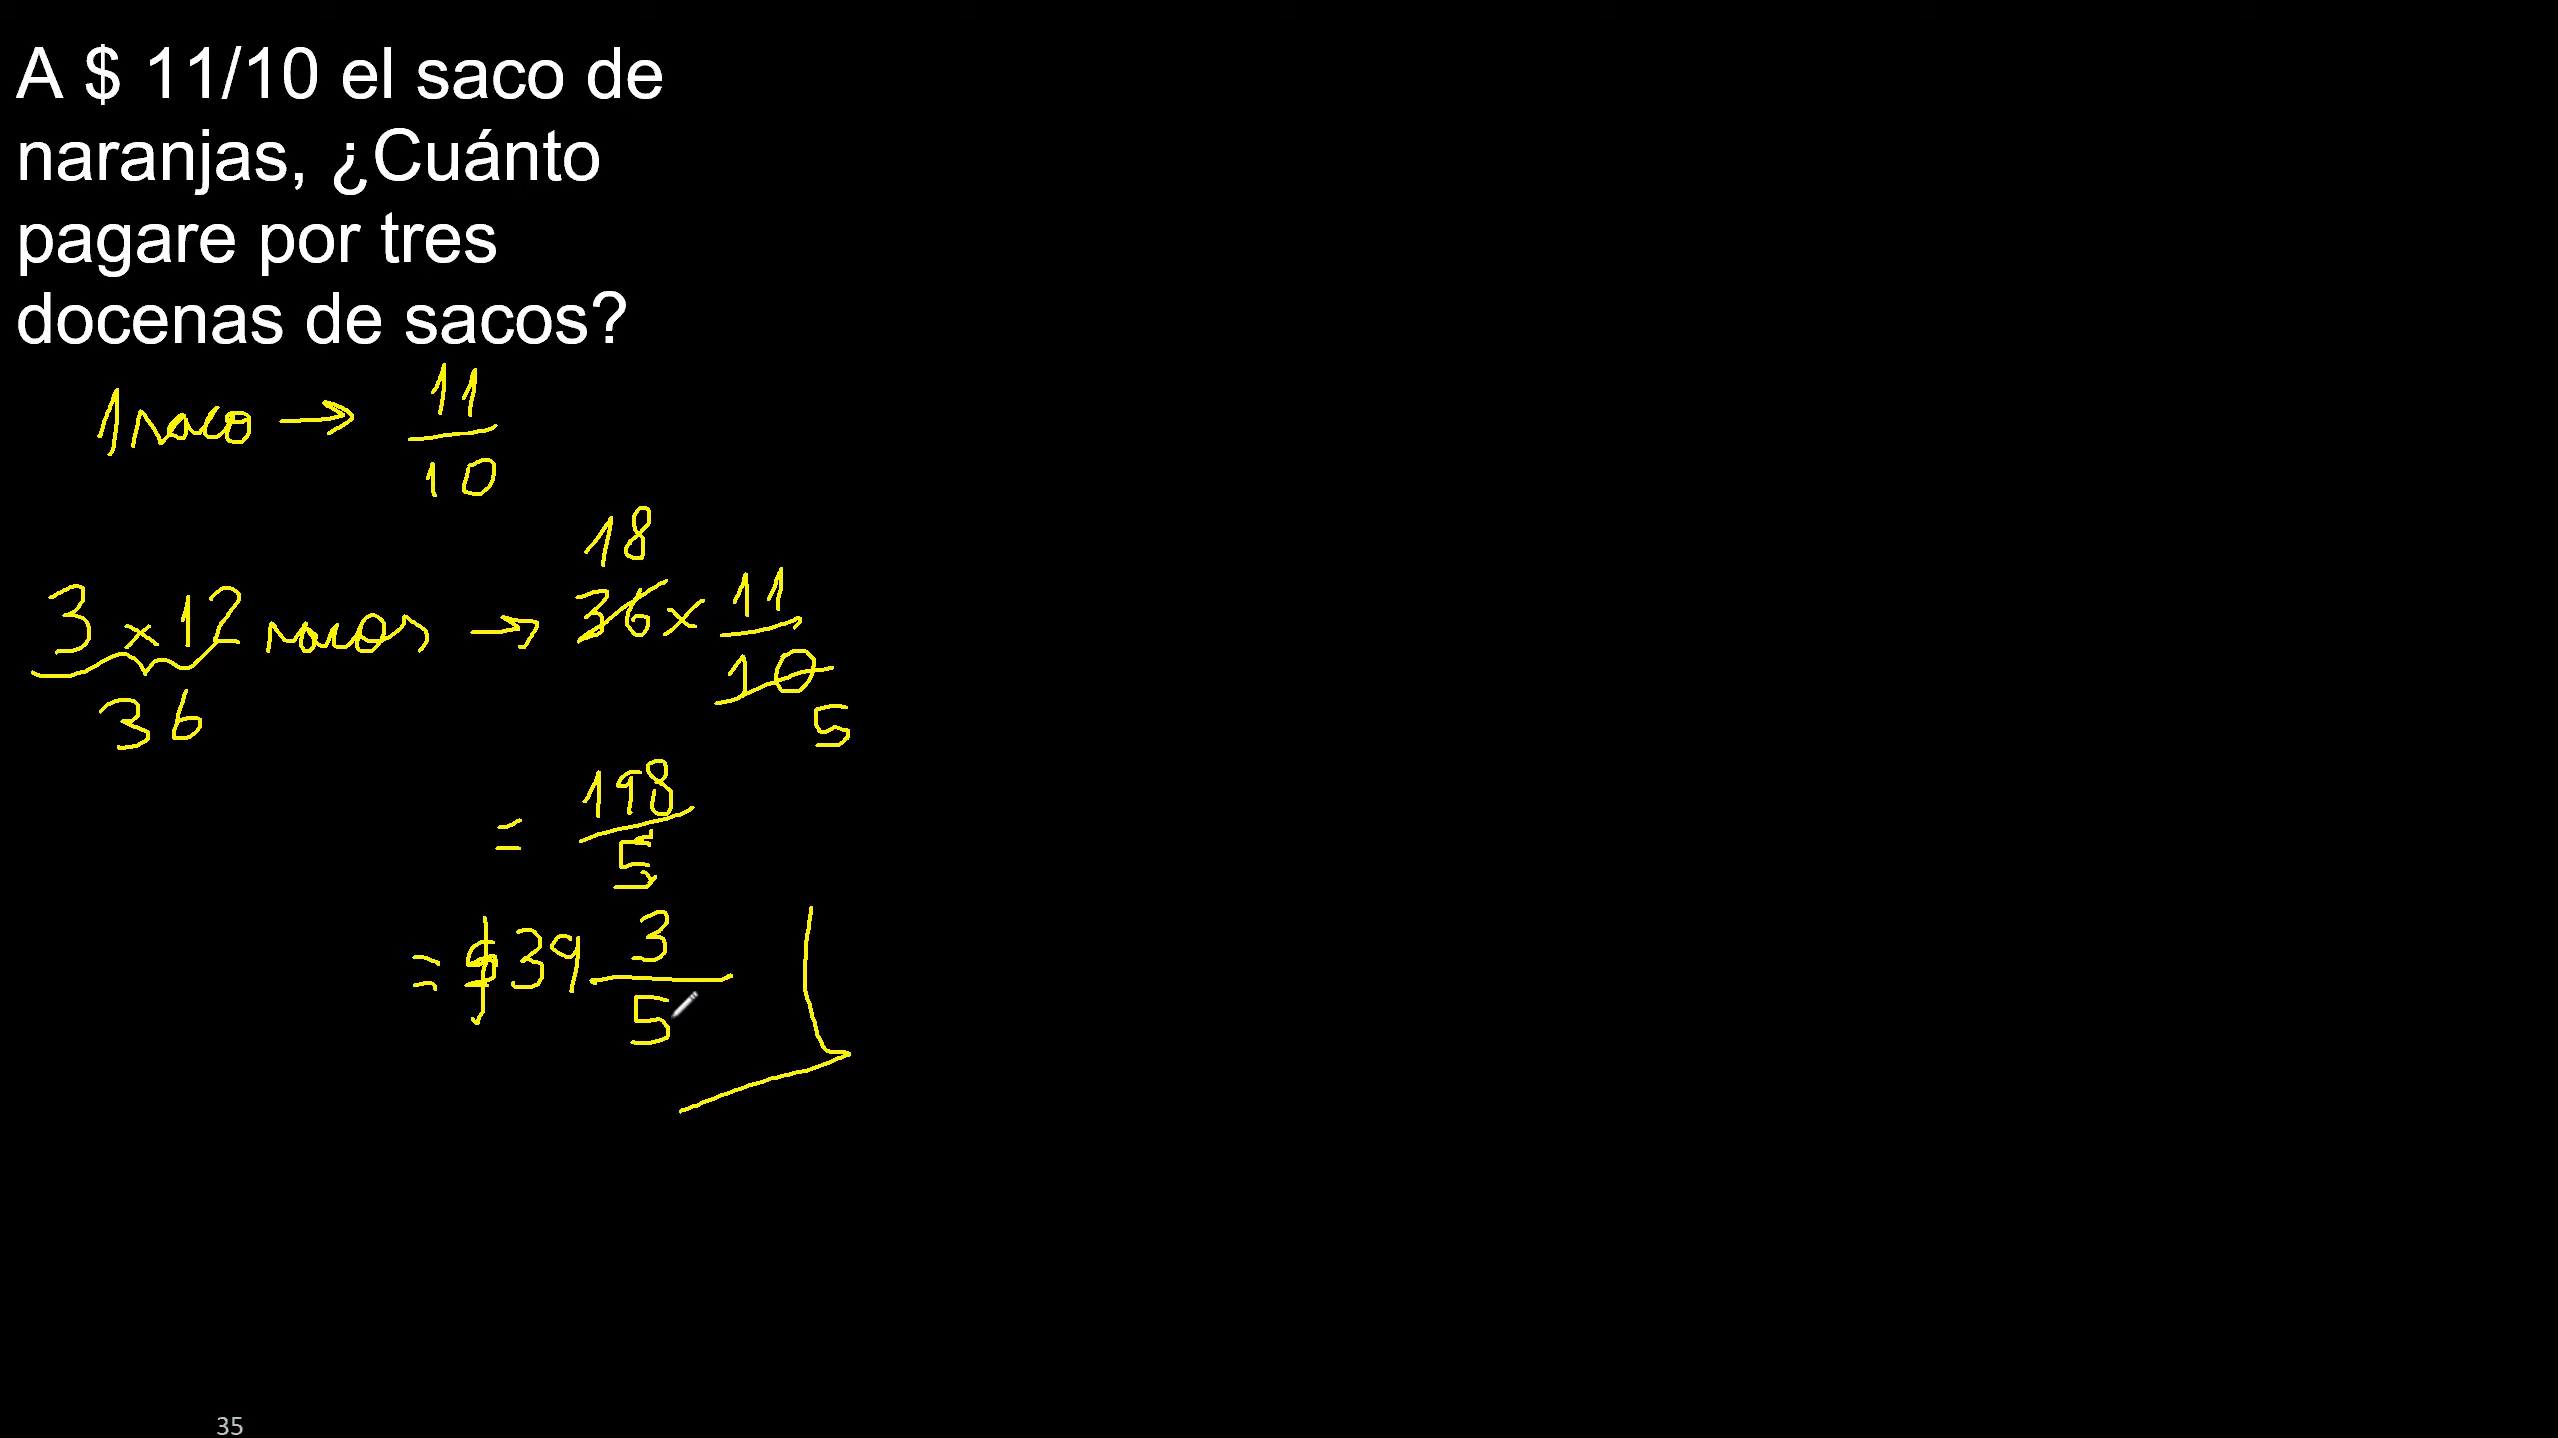 A $ 11/10 el saco de
naranjas, ¿Cuánto
pagare por tres
docenas de sacos?
1 saco → 11/10
18
3 x 12 sacos → 36 x 11/10
36
5
= 198/5
= $ 39 3/5
35